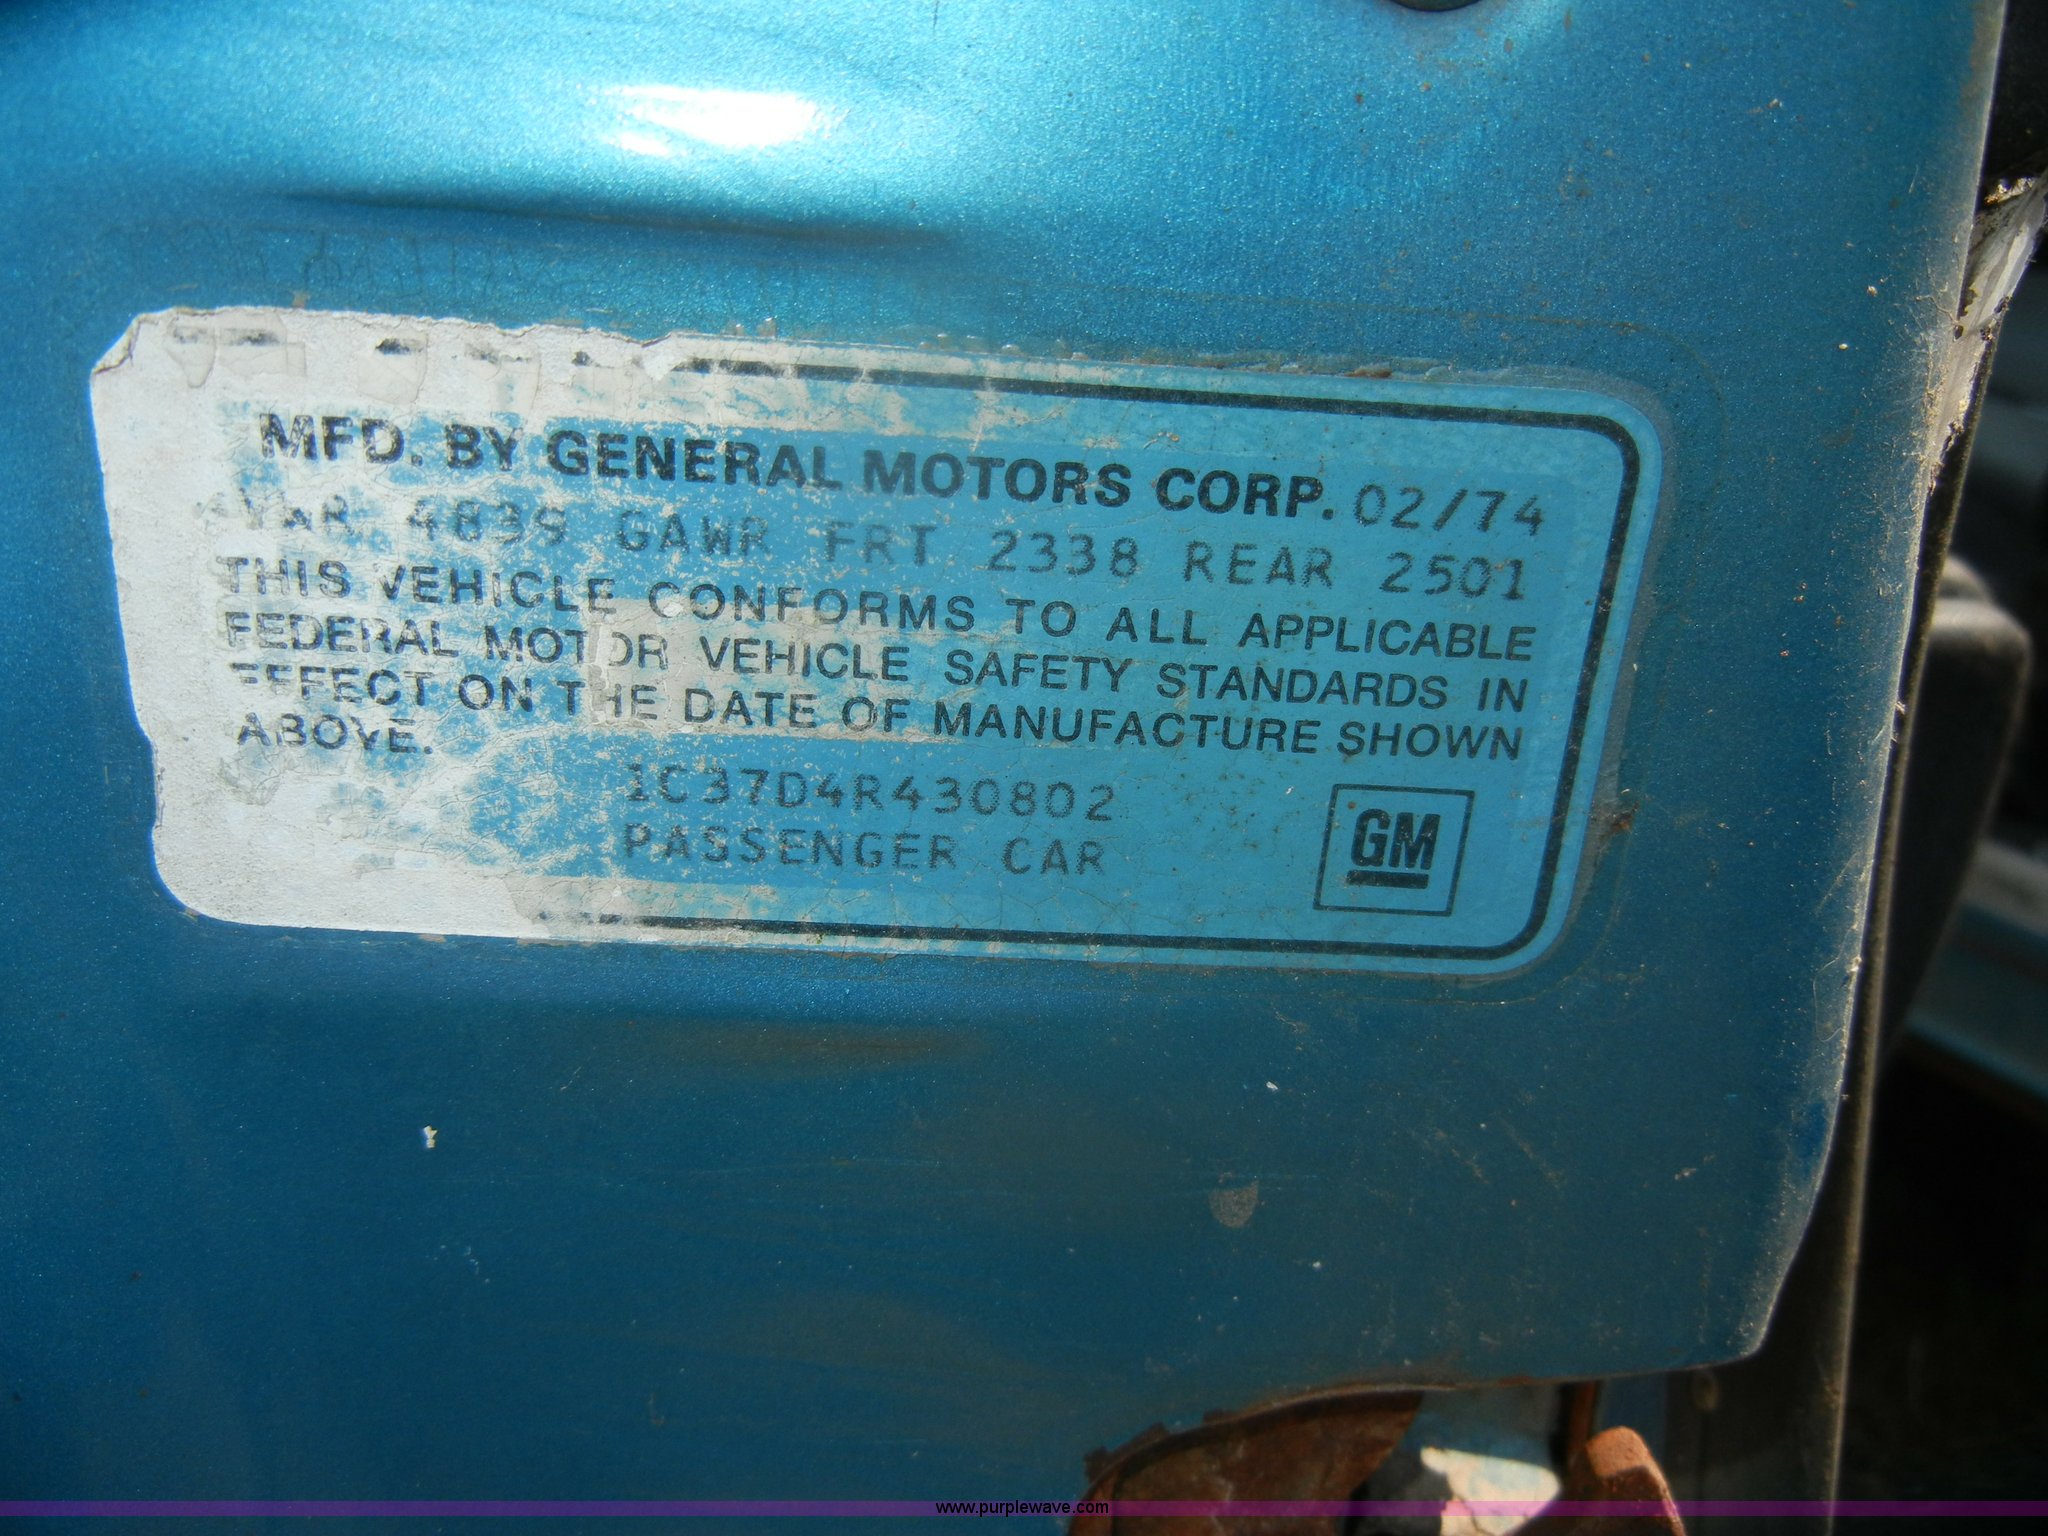 MFD. BY GENERAL MOTORS CORP. 02/74
4839 GAWR FRT 2338 REAR 2501
THIS VEHICLE CONFORMS TO ALL APPLICABLE
FEDERAL MOTOR VEHICLE SAFETY STANDARDS IN
EFFECT ON THE DATE OF MANUFACTURE SHOWN
ABOVE.
1C37D4R430802
PASSENGER CAR
GM
www.purplewave.com